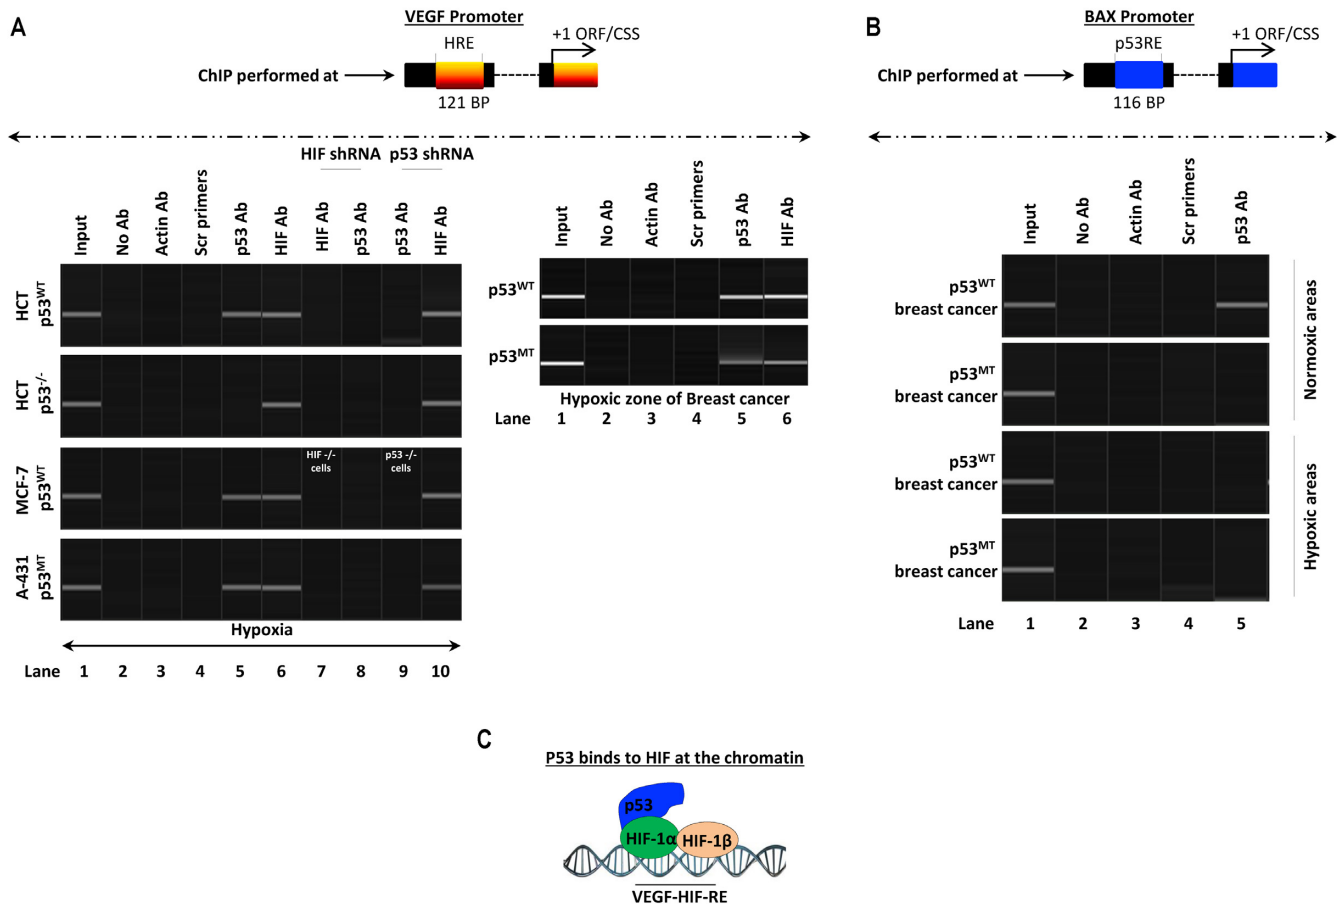 A
VEGF Promoter
HRE
+1 ORF/CSS
ChIP performed at
121 BP
HIF shRNA p53 shRNA
Input
No Ab
Actin Ab
Scr primers
p53 Ab
HIF Ab
HIF Ab
p53 Ab
p53 Ab
HIF Ab
HCT
p53WT
HCT
p53-/-
MCF-7
p53WT
HIF -/-
cells
p53 -/-
cells
A-431
p53MT
Hypoxia
Lane 1 2 3 4 5 6 7 8 9 10
Input
No Ab
Actin Ab
Scr primers
p53 Ab
HIF Ab
p53WT
p53MT
Hypoxic zone of Breast cancer
Lane 1 2 3 4 5 6
B
BAX Promoter
p53RE
+1 ORF/CSS
ChIP performed at
116 BP
Input
No Ab
Actin Ab
Scr primers
p53 Ab
p53WT
breast cancer
p53MT
breast cancer
Normoxic areas
p53WT
breast cancer
p53MT
breast cancer
Hypoxic areas
Lane 1 2 3 4 5
C
P53 binds to HIF at the chromatin
p53
HIF-1α
HIF-1β
VEGF-HIF-RE